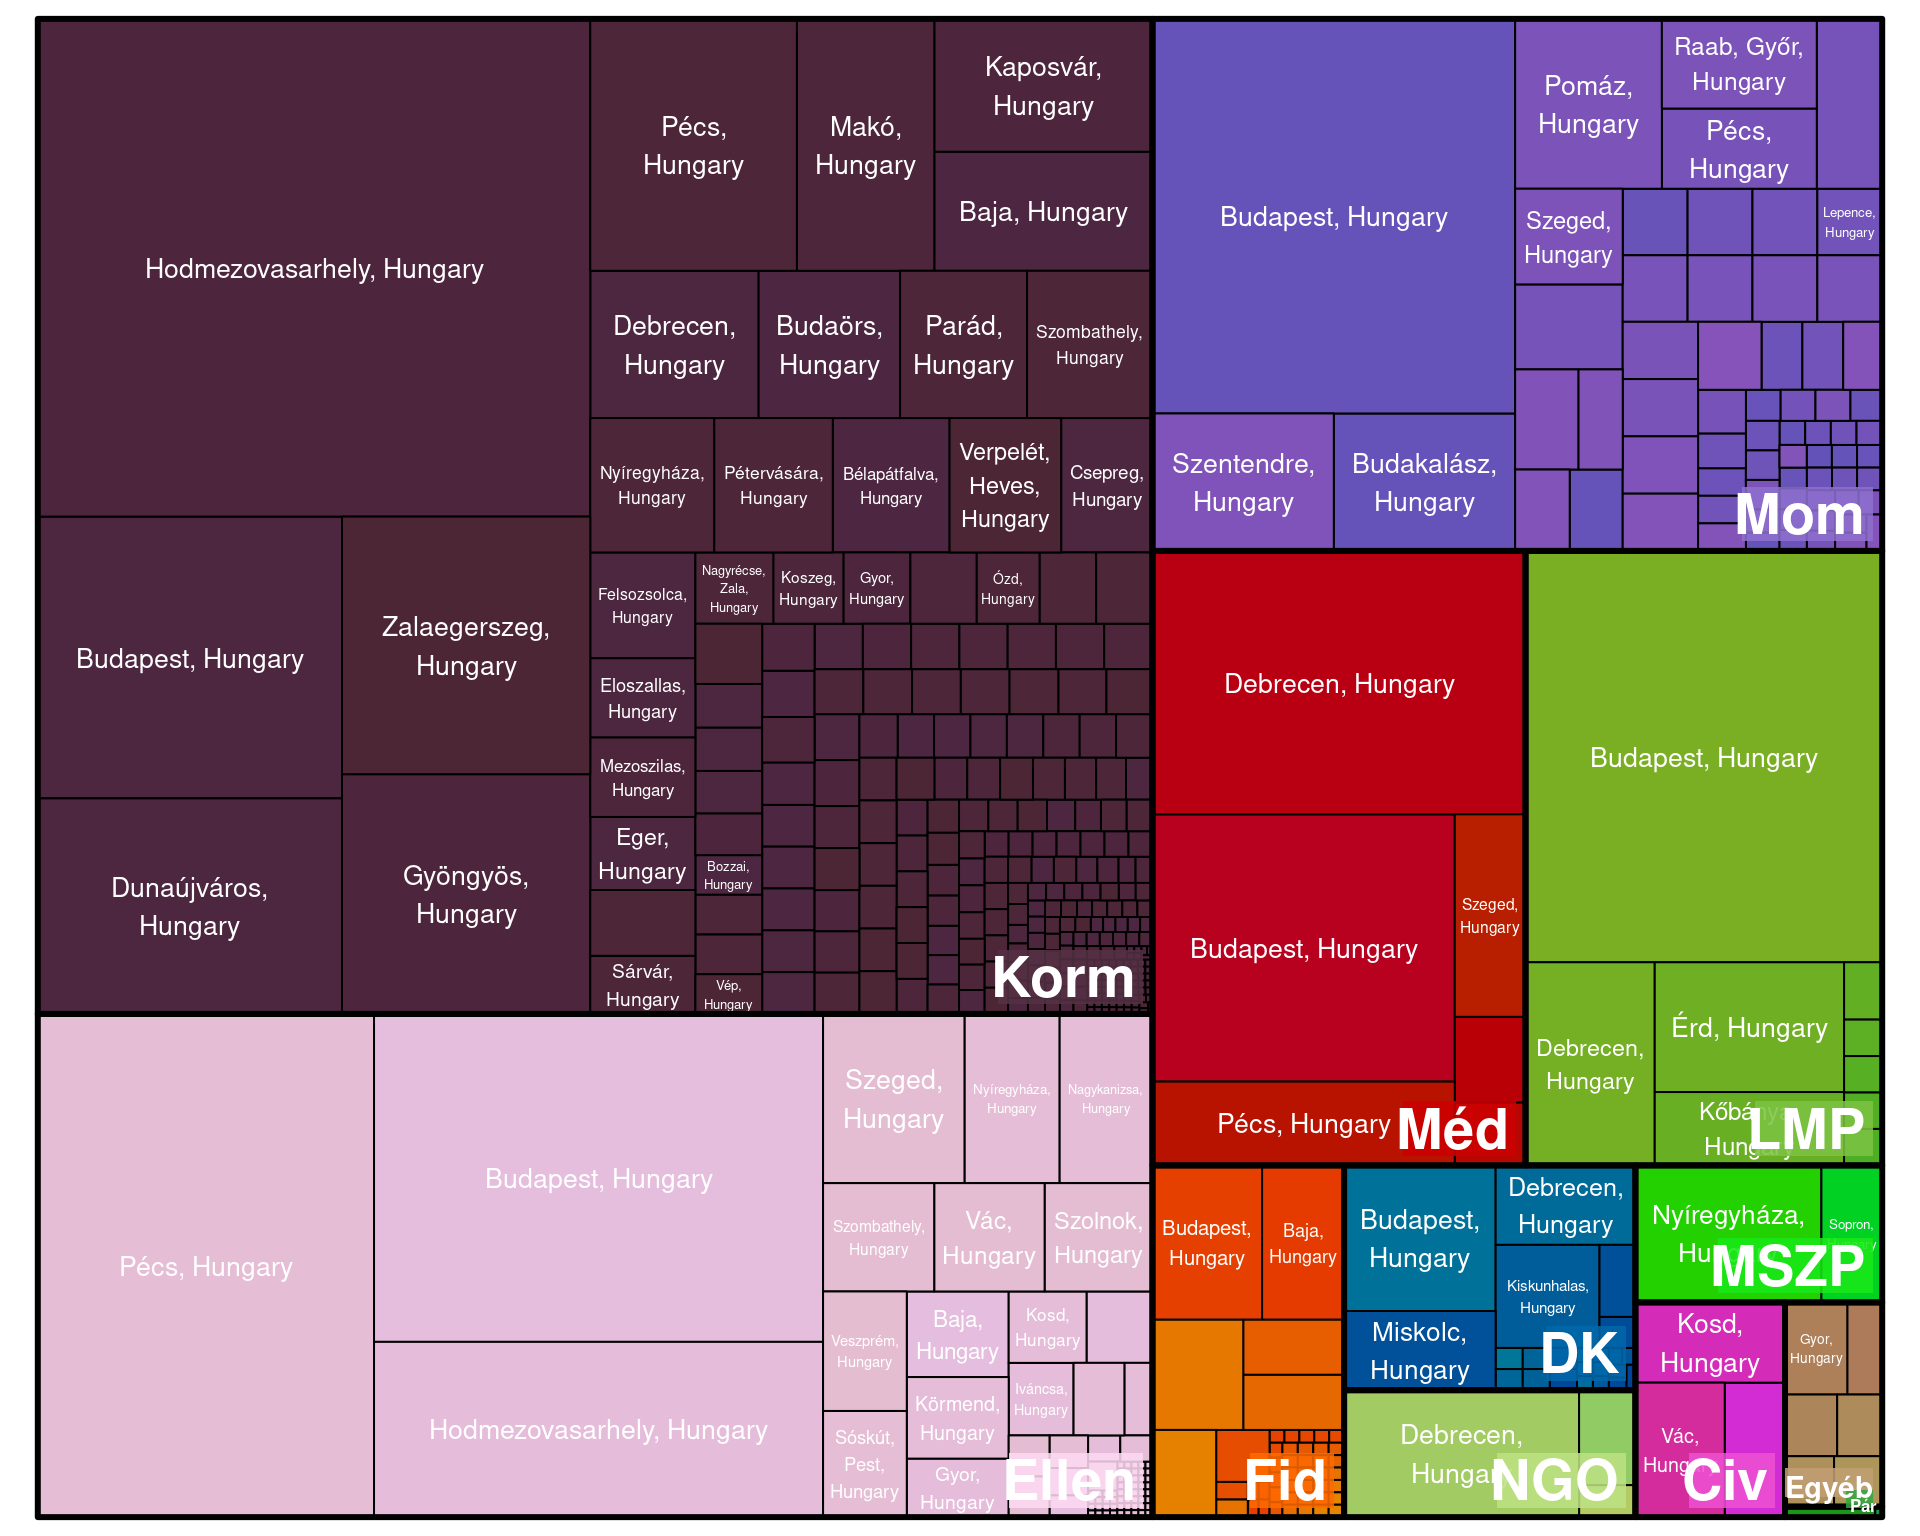 Hodmezovasarhely, Hungary
Budapest, Hungary
Zalaegerszeg,
Hungary
Dunaújváros,
Hungary
Gyöngyös,
Hungary
Pécs,
Hungary
Makó,
Hungary
Kaposvár,
Hungary
Baja, Hungary
Debrecen,
Hungary
Budaörs,
Hungary
Parád,
Hungary
Szombathely,
Hungary
Nyíregyháza,
Hungary
Pétervására,
Hungary
Bélapátfalva,
Hungary
Verpelét,
Heves,
Hungary
Csepreg,
Hungary
Felsozsolca,
Hungary
Nagyrécse,
Zala,
Hungary
Koszeg,
Hungary
Gyor,
Hungary
Ózd,
Hungary
Eloszallas,
Hungary
Mezoszilas,
Hungary
Eger,
Hungary
Bozzai,
Hungary
Sárvár,
Hungary
Vép,
Hungary
Korm
Budapest, Hungary
Szentendre,
Hungary
Budakalász,
Hungary
Pomáz,
Hungary
Raab, Győr,
Hungary
Pécs,
Hungary
Szeged,
Hungary
Lepence,
Hungary
Mom
Debrecen, Hungary
Budapest, Hungary
Szeged,
Hungary
Pécs, Hungary
Méd
Budapest, Hungary
Debrecen,
Hungary
Érd, Hungary
Kőbánya,
Hungary
LMP
Pécs, Hungary
Budapest, Hungary
Hodmezovasarhely, Hungary
Szeged,
Hungary
Nyíregyháza,
Hungary
Nagykanizsa,
Hungary
Szombathely,
Hungary
Vác,
Hungary
Szolnok,
Hungary
Veszprém,
Hungary
Baja,
Hungary
Kosd,
Hungary
Iváncsa,
Hungary
Körmend,
Hungary
Sóskút,
Pest,
Hungary
Gyor,
Hungary
Ellen
Budapest,
Hungary
Baja,
Hungary
Fid
Budapest,
Hungary
Debrecen,
Hungary
Kiskunhalas,
Hungary
Miskolc,
Hungary
DK
Debrecen,
Hungary
NGO
Nyíregyháza,
Hungary
Sopron,
Hungary
MSZP
Kosd,
Hungary
Vác,
Hungary
Civ
Gyor,
Hungary
Egyéb
Pár